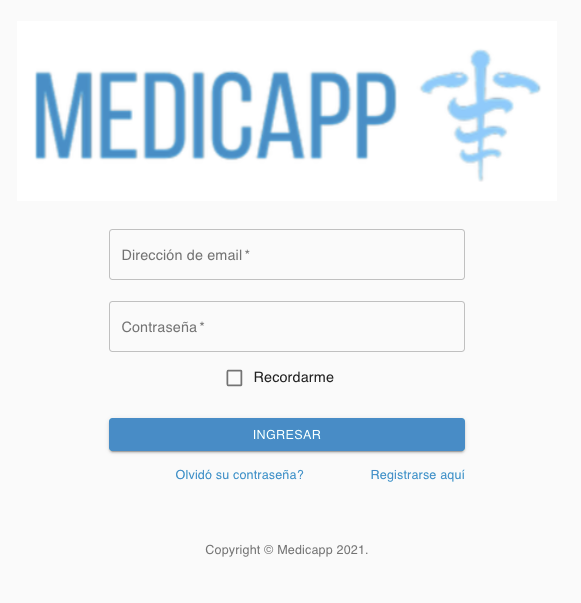 MEDICAPP
Dirección de email *
Contraseña *
Recordarme
INGRESAR
Olvidó su contraseña? Registrarse aquí
Copyright © Medicapp 2021.